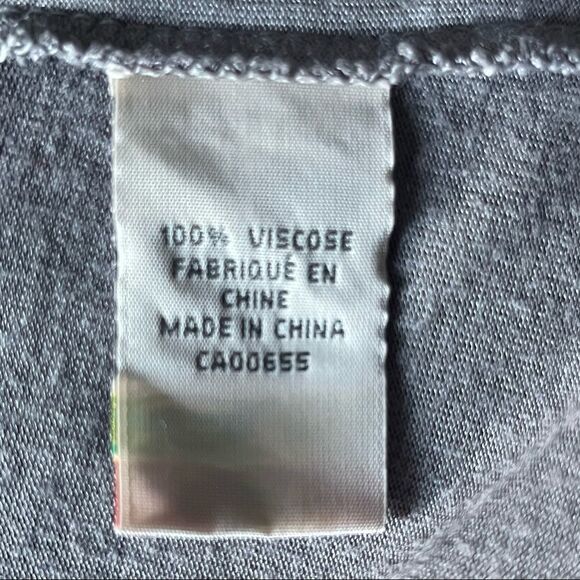 100% VISCOSE
FABRIQUÉ EN
CHINE
MADE IN CHINA
CA00655